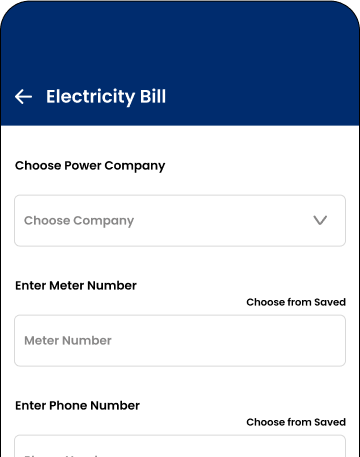 Electricity Bill
Choose Power Company
Choose Company
Enter Meter Number
Choose from Saved
Meter Number
Enter Phone Number
Choose from Saved